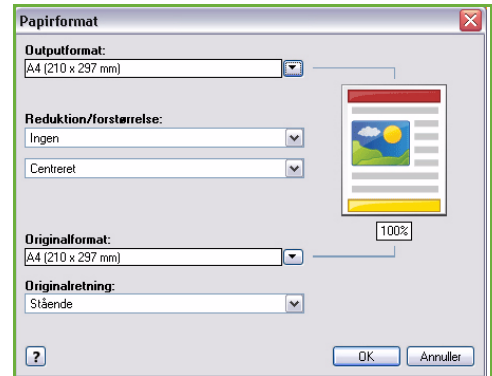 Papirformat
Outputformat:
A4 (210 x 297 mm)
Reduktion/forstørrelse:
Ingen
Centreret
100%
Originalformat:
A4 (210 x 297 mm)
Originalretning:
Stående
?
OK
Annuller